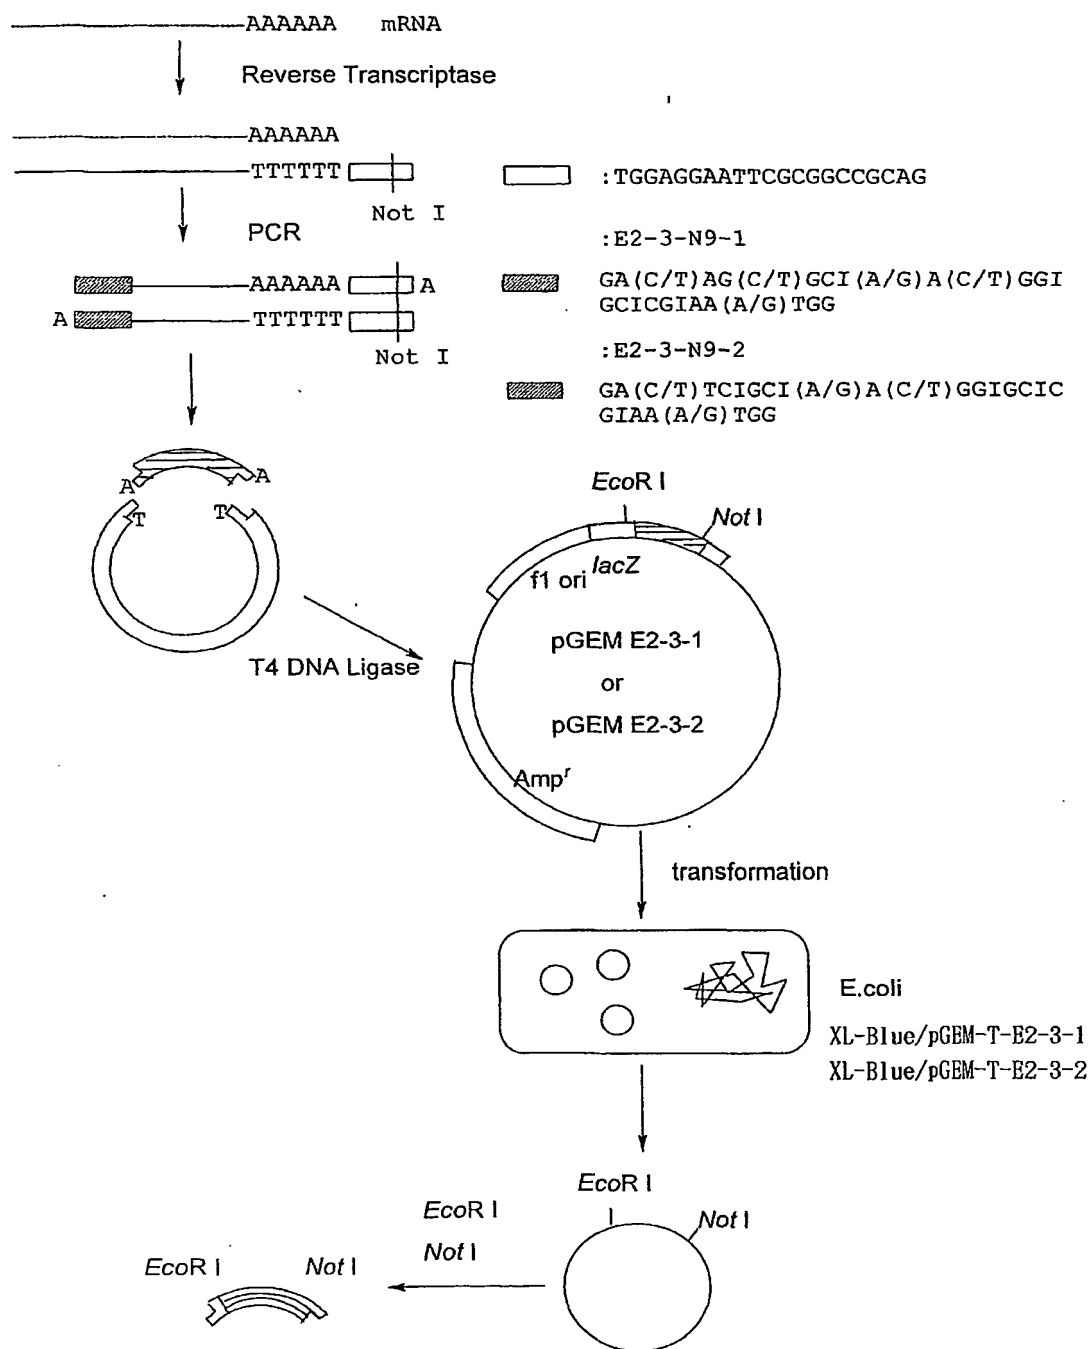 AAAAAA mRNA
Reverse Transcriptase
AAAAAA
TTTTTT
Not I
:TGGAGGAATTCGCGGCCGCAG
PCR
:E2-3-N9-1
AAAAAA A
GA(C/T)AG(C/T)GCI(A/G)A(C/T)GGI
GCICGIAA(A/G)TGG
A TTTTTT
Not I
:E2-3-N9-2
GA(C/T)TCIGCI(A/G)A(C/T)GGIGCIC
GIAA(A/G)TGG
A A
T T
EcoR I
Not I
lacZ
f1 ori
pGEM E2-3-1
or
pGEM E2-3-2
T4 DNA Ligase
Ampʳ
transformation
E.coli
XL-Blue/pGEM-T-E2-3-1
XL-Blue/pGEM-T-E2-3-2
EcoR I
Not I
EcoR I
Not I
EcoR I Not I